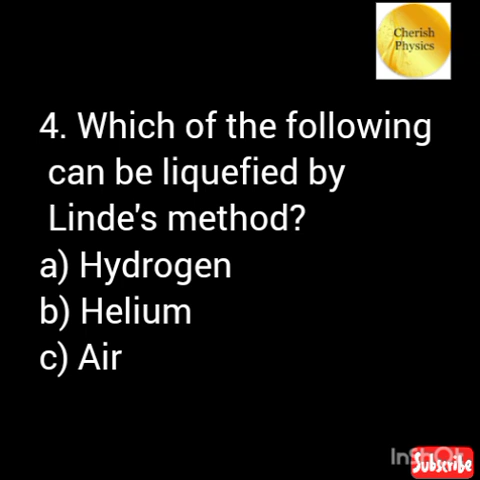 Cherish
Physics
4. Which of the following
can be liquefied by
Linde's method?
a) Hydrogen
b) Helium
c) Air
Subscribe